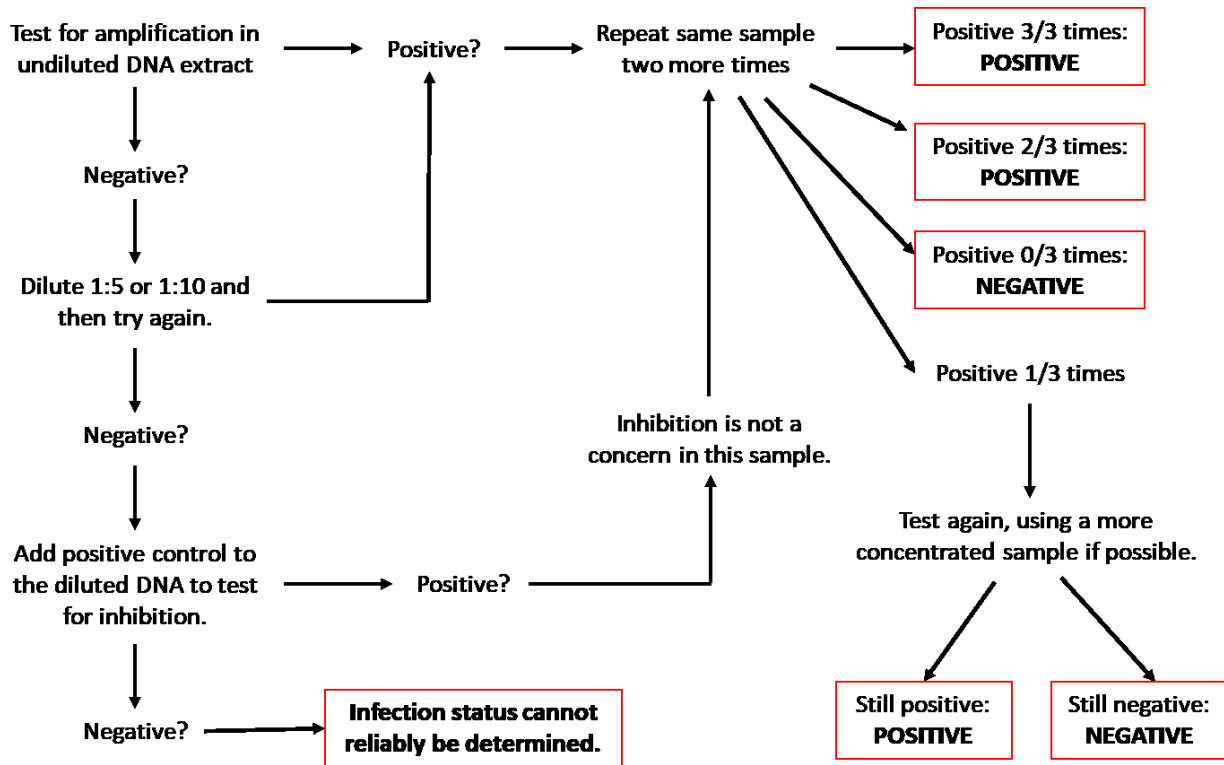 Test for amplification in
undiluted DNA extract
Positive?
Repeat same sample
two more times
Positive 3/3 times:
POSITIVE
Positive 2/3 times:
POSITIVE
Negative?
Positive 0/3 times:
NEGATIVE
Dilute 1:5 or 1:10 and
then try again.
Positive 1/3 times
Negative?
Inhibition is not a
concern in this sample.
Test again, using a more
concentrated sample if possible.
Add positive control to
the diluted DNA to test
for inhibition.
Positive?
Negative?
Infection status cannot
reliably be determined.
Still positive:
POSITIVE
Still negative:
NEGATIVE